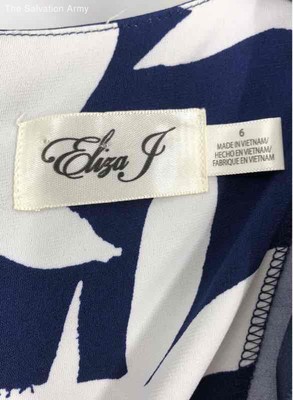 The Salvation Army
Eliza J
6
MADE IN VIETNAM/
HECHO EN VIETNAM/
FABRIQUE EN VIETNAM